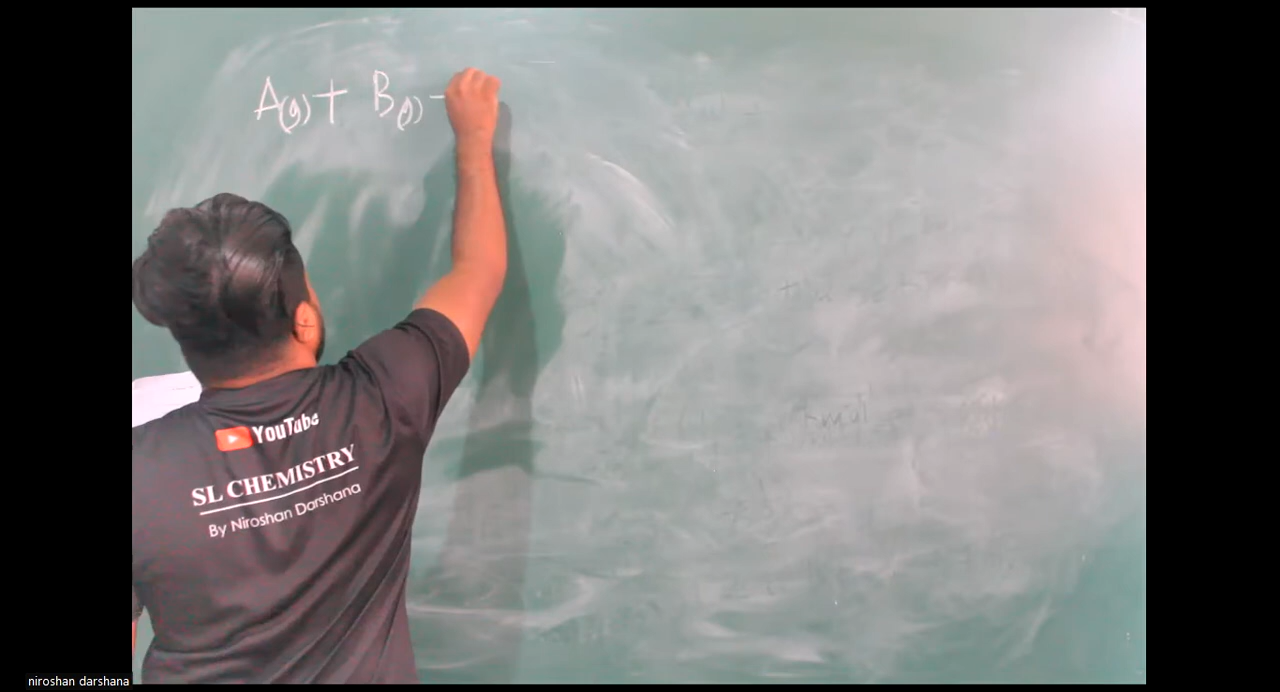 A(g) + B(g) -
YouTube
SL CHEMISTRY
By Niroshan Darshana
niroshan darshana